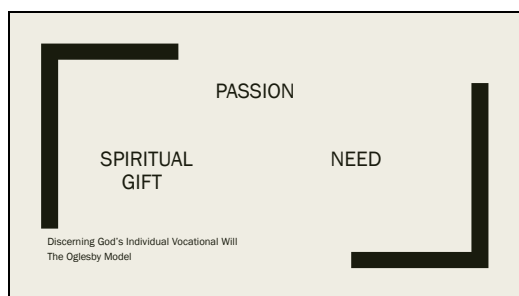 PASSION
SPIRITUAL
GIFT
NEED
Discerning God's Individual Vocational Will
The Oglesby Model